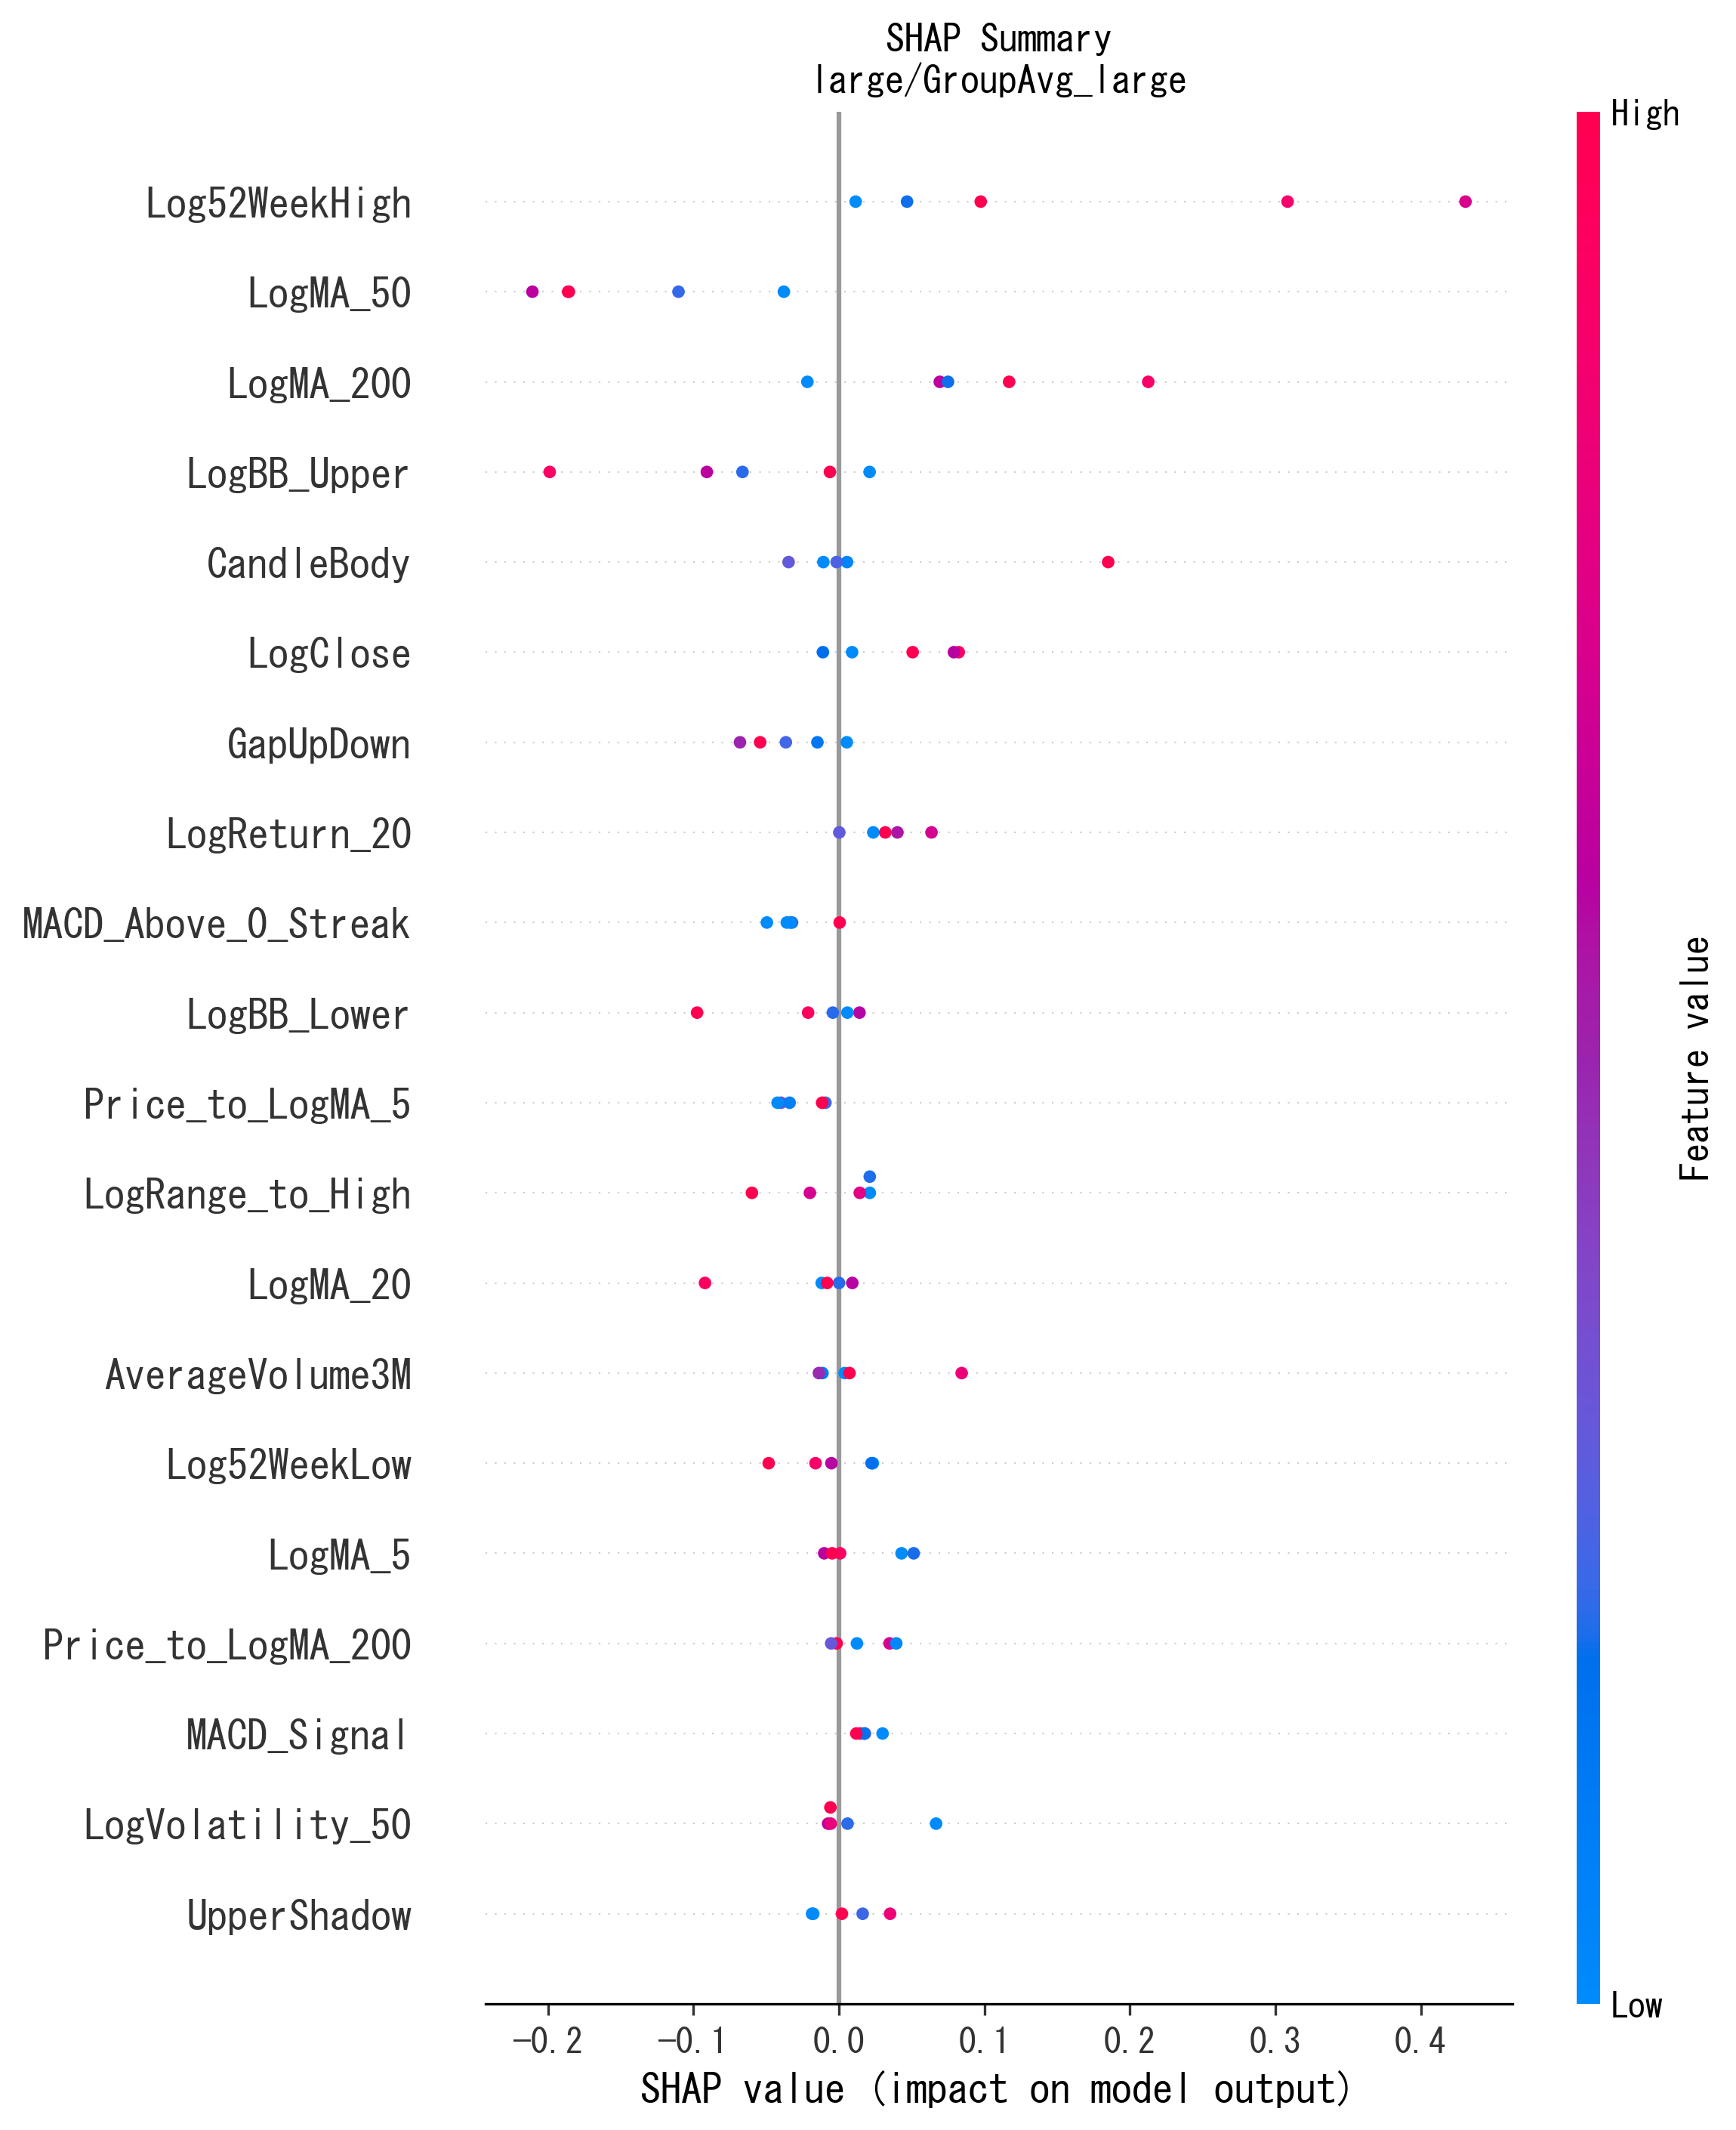 SHAP Summary
large/GroupAvg_large
High
Log52WeekHigh
LogMA_50
LogMA_200
LogBB_Upper
CandleBody
LogClose
GapUpDown
LogReturn_20
MACD_Above_0_Streak
LogBB_Lower
Price_to_LogMA_5
LogRange_to_High
LogMA_20
AverageVolume3M
Log52WeekLow
LogMA_5
Price_to_LogMA_200
MACD_Signal
LogVolatility_50
UpperShadow
Feature value
Low
−0.2 −0.1 0.0 0.1 0.2 0.3 0.4
SHAP value (impact on model output)